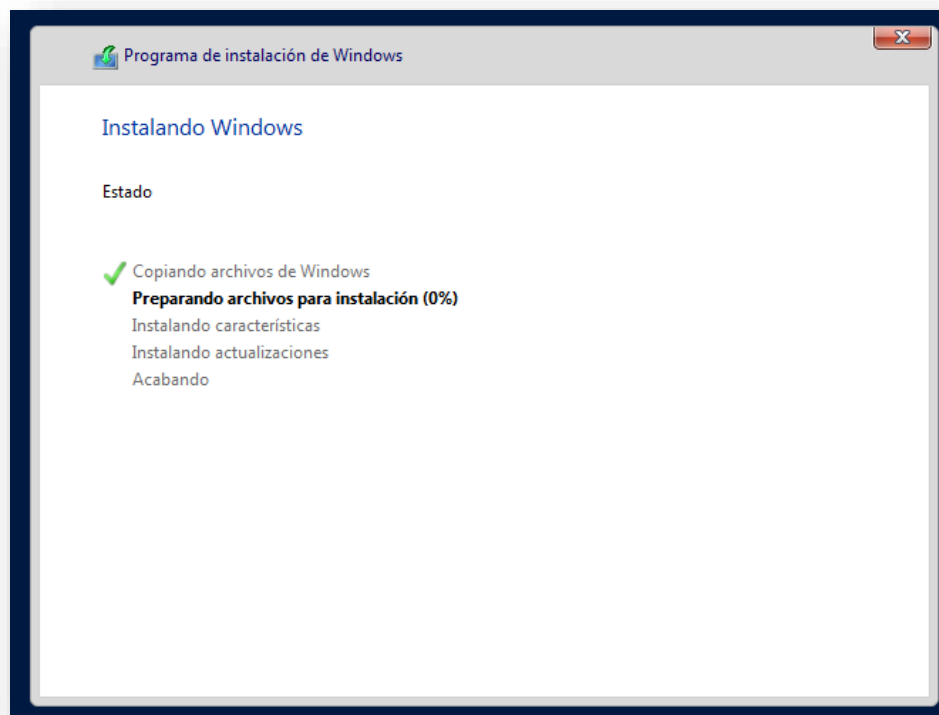 Programa de instalación de Windows
Instalando Windows
Estado
Copiando archivos de Windows
Preparando archivos para instalación (0%)
Instalando características
Instalando actualizaciones
Acabando